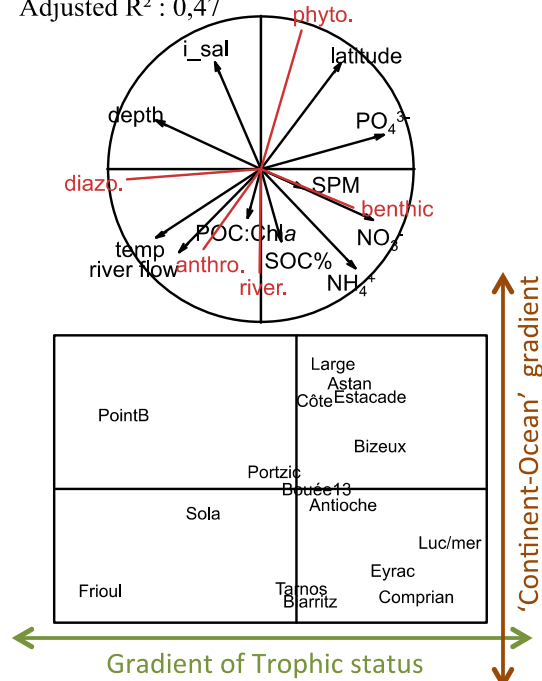 Adjusted R² : 0,47
phyto.
i_sal
latitude
depth
PO₄³⁻
diazo.
SPM
benthic
POC:Chla
NO₃⁻
temp
river flow
anthro.
SOC%
river.
NH₄⁺
Large
Astan
Côte
Estacade
PointB
Bizeux
Portzic
Bouée13
Antioche
Sola
Luc/mer
Eyrac
Frioul
Tarnos
Comprian
Biarritz
'Continent-Ocean' gradient
Gradient of Trophic status